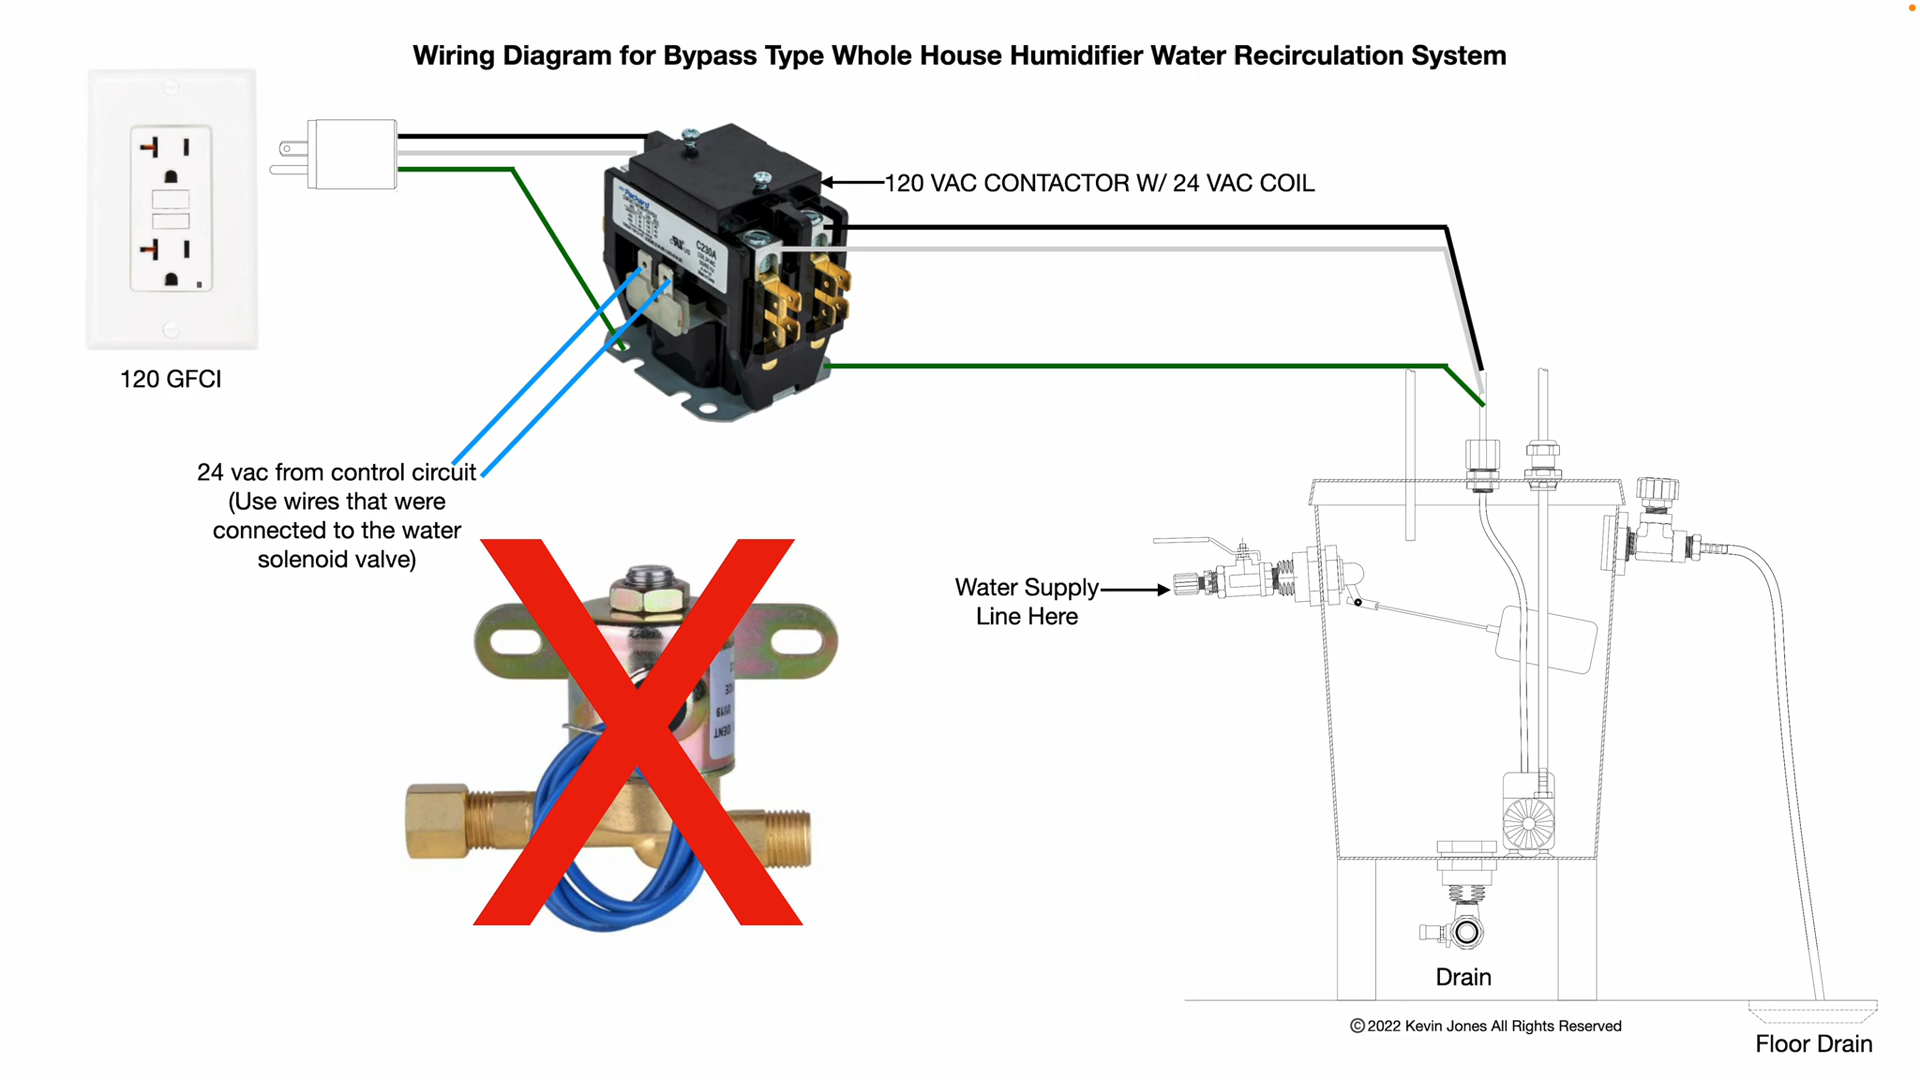 Wiring Diagram for Bypass Type Whole House Humidifier Water Recirculation System
120 VAC CONTACTOR W/ 24 VAC COIL
Packard
C230A
120 GFCI
24 vac from control circuit
(Use wires that were
connected to the water
solenoid valve)
Water Supply
Line Here
Drain
©2022 Kevin Jones All Rights Reserved
Floor Drain